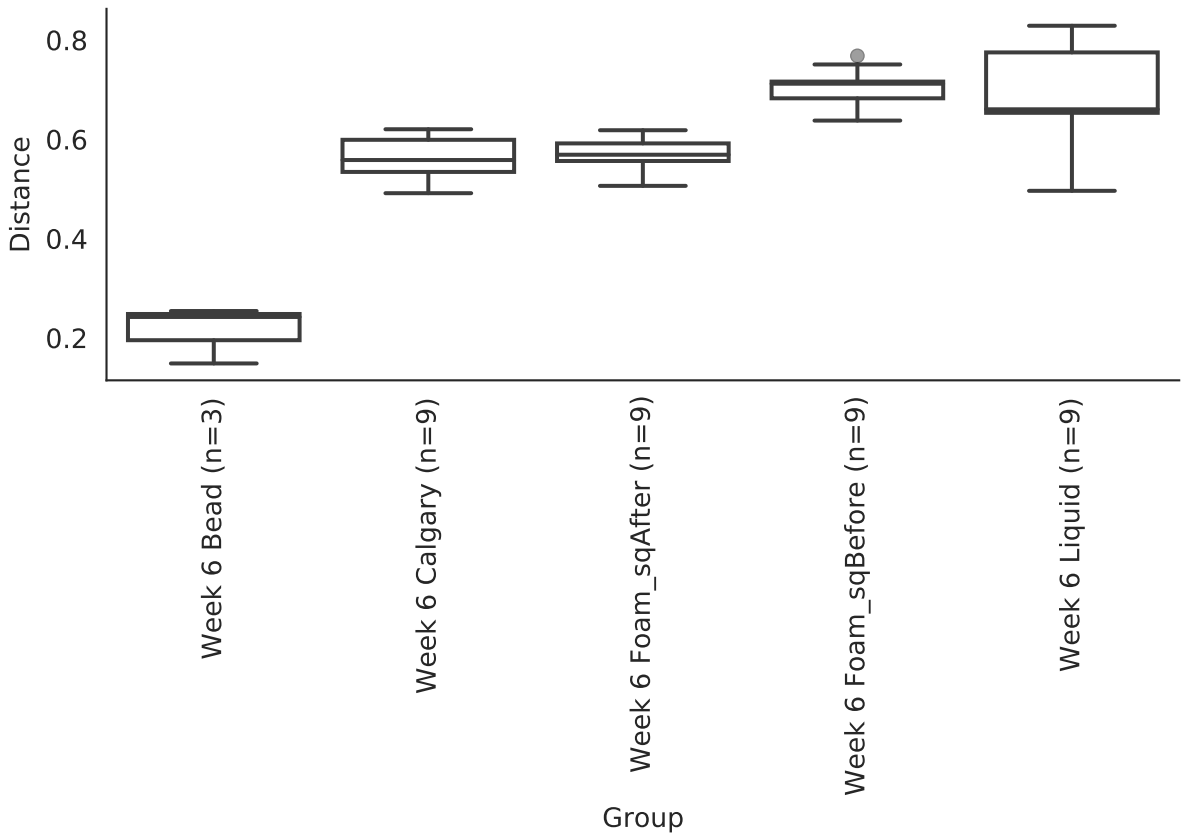 Distance
0.8
0.6
0.4
0.2
Week 6 Bead (n=3)
Week 6 Calgary (n=9)
Week 6 Foam_sqAfter (n=9)
Week 6 Foam_sqBefore (n=9)
Week 6 Liquid (n=9)
Group